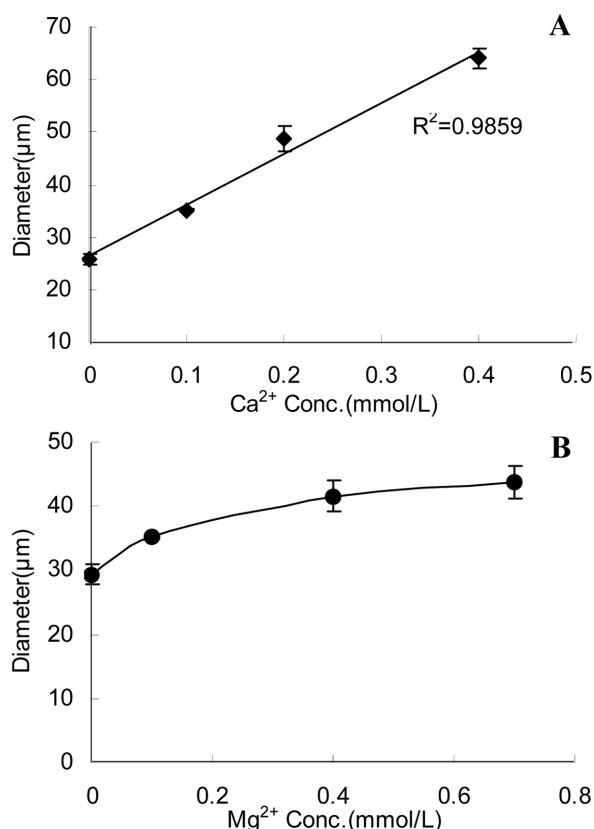 A
70
60
50
40
30
20
10
Diameter(μm)
R²=0.9859
0 0.1 0.2 0.3 0.4 0.5
Ca²⁺ Conc.(mmol/L)
B
50
40
30
20
10
0
Diameter(μm)
0 0.2 0.4 0.6 0.8
Mg²⁺ Conc.(mmol/L)